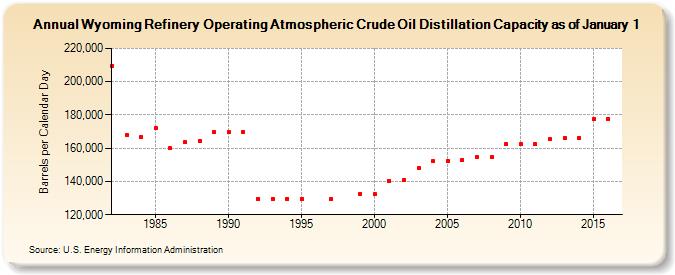 Annual Wyoming Refinery Operating Atmospheric Crude Oil Distillation Capacity as of January 1
Barrels per Calendar Day
220,000
200,000
180,000
160,000
140,000
120,000
1985 1990 1995 2000 2005 2010 2015
Source: U.S. Energy Information Administration